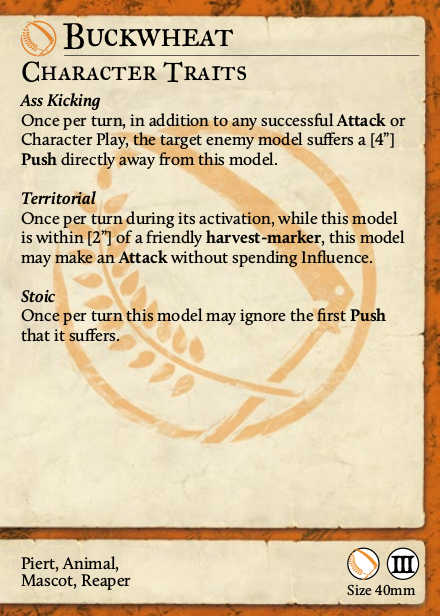 Buckwheat
Character Traits
Ass Kicking
Once per turn, in addition to any successful Attack or
Character Play, the target enemy model suffers a [4”]
Push directly away from this model.
Territorial
Once per turn during its activation, while this model
is within [2”] of a friendly harvest-marker, this model
may make an Attack without spending Influence.
Stoic
Once per turn this model may ignore the first Push
that it suffers.
Piert, Animal,
Mascot, Reaper
III
Size 40mm